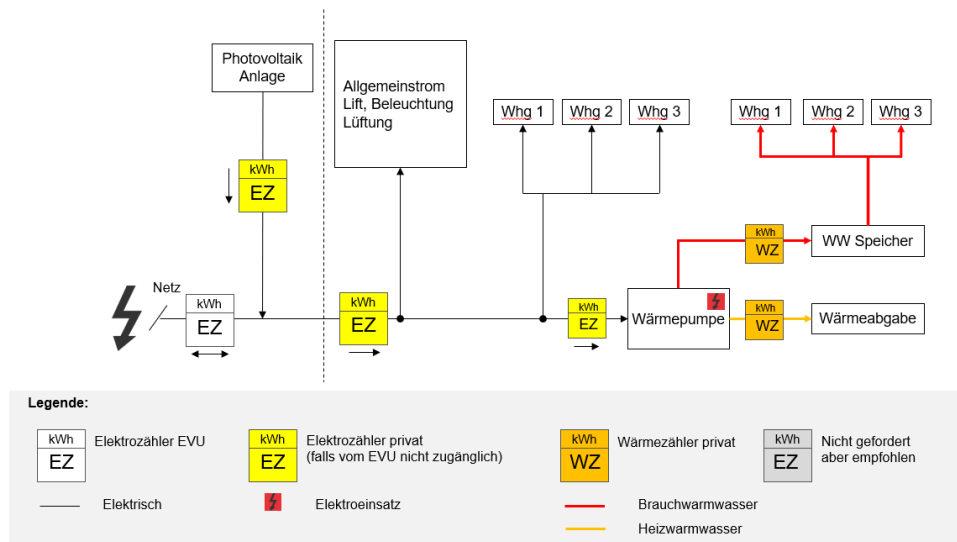 Photovoltaik
Anlage
Allgemeinstrom
Lift, Beleuchtung
Lüftung
Whg 1
Whg 2
Whg 3
Whg 1
Whg 2
Whg 3
kWh
EZ
kWh
WZ
WW Speicher
Netz
kWh
EZ
kWh
EZ
kWh
EZ
Wärmepumpe
kWh
WZ
Wärmeabgabe
Legende:
kWh
EZ
Elektrozähler EVU
kWh
EZ
Elektrozähler privat
(falls vom EVU nicht zugänglich)
kWh
WZ
Wärmezähler privat
kWh
EZ
Nicht gefordert
aber empfohlen
Elektrisch
Elektroeinsatz
Brauchwarmwasser
Heizwarmwasser